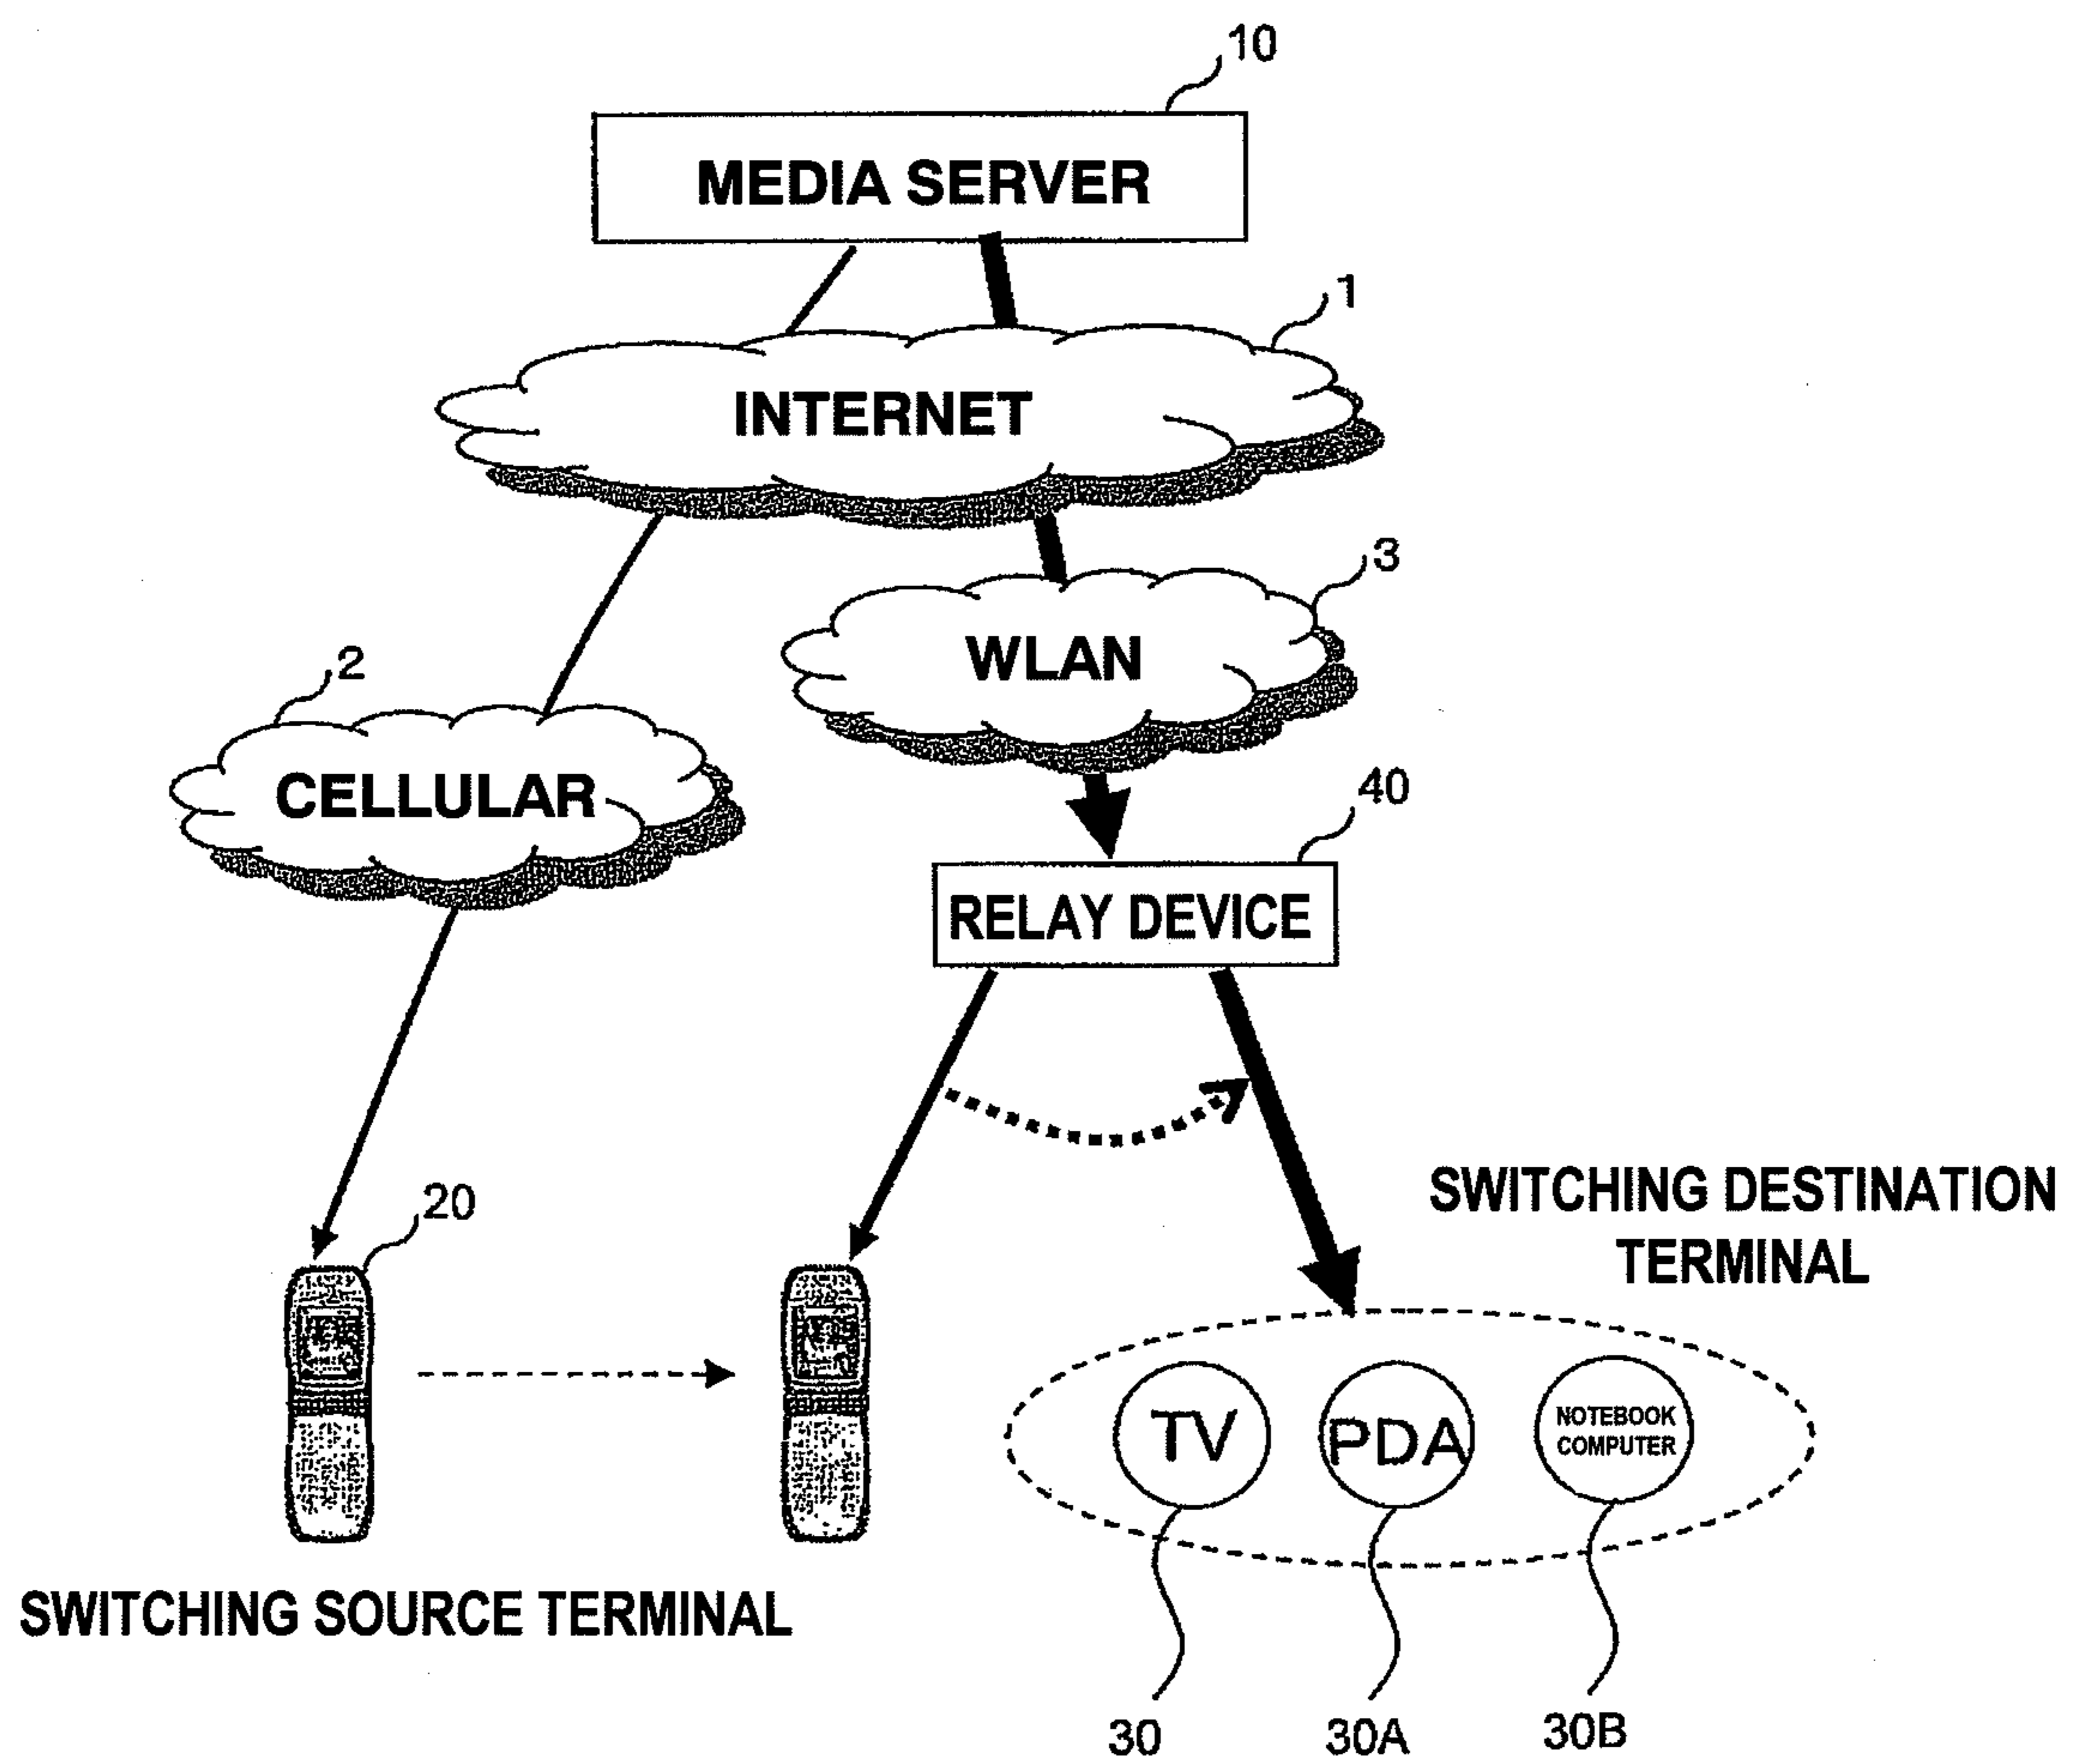 10
MEDIA SERVER
1
INTERNET
3
WLAN
2
CELLULAR
40
RELAY DEVICE
20
SWITCHING DESTINATION
TERMINAL
TV
PDA
NOTEBOOK
COMPUTER
SWITCHING SOURCE TERMINAL
30
30A
30B